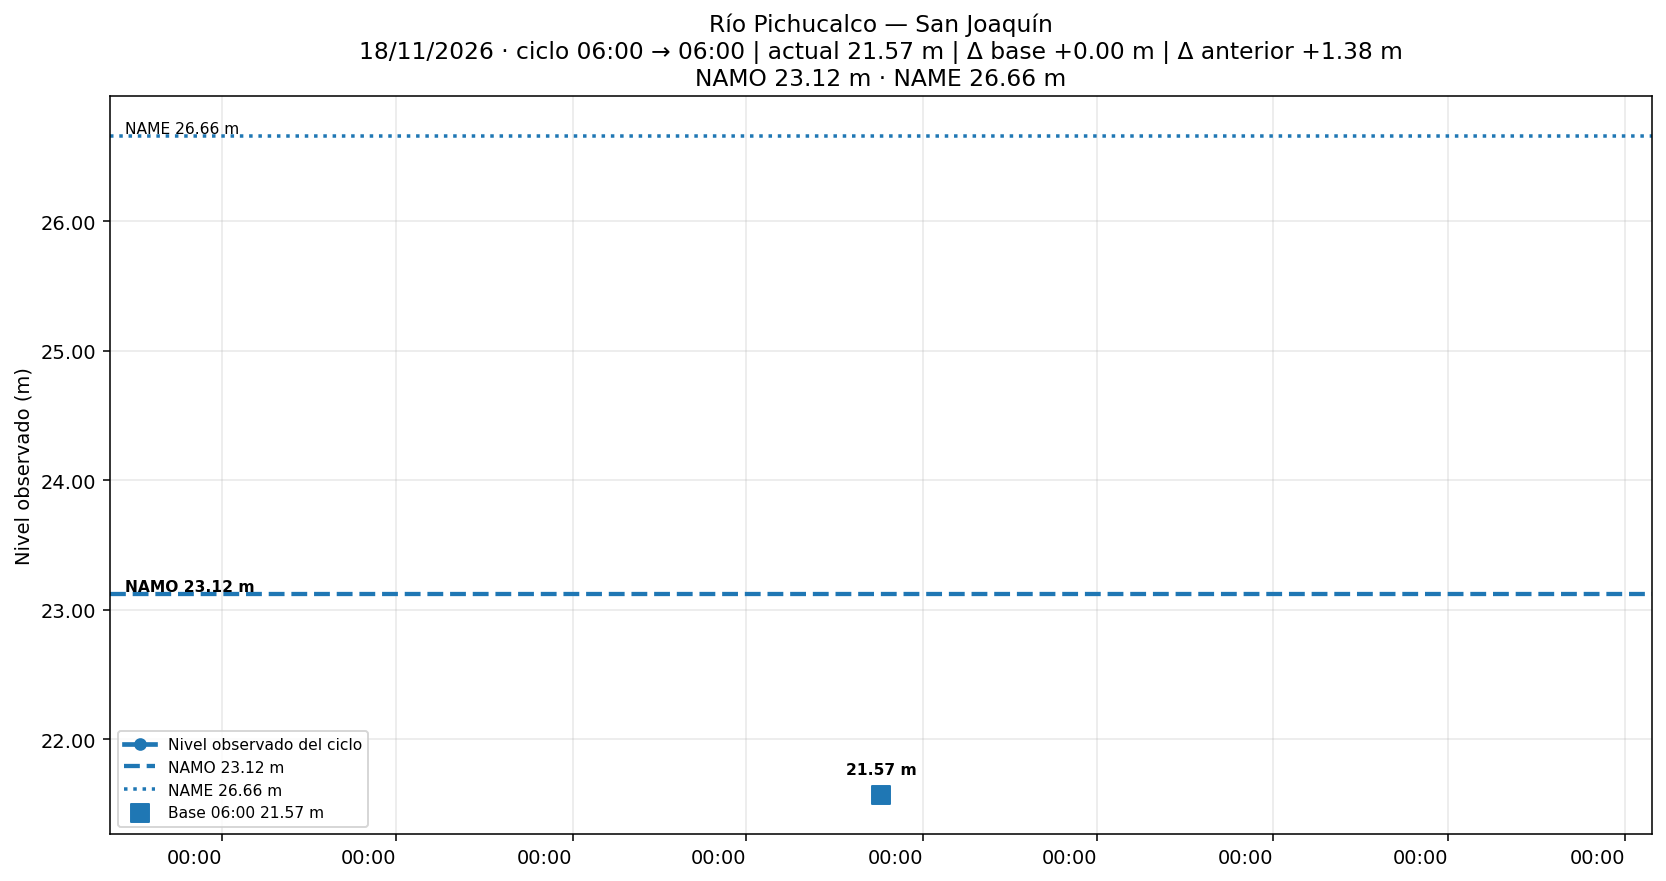 Río Pichucalco — San Joaquín
18/11/2026 · ciclo 06:00 → 06:00 | actual 21.57 m | Δ base +0.00 m | Δ anterior +1.38 m
NAMO 23.12 m · NAME 26.66 m
NAME 26.66 m
26.00
25.00
24.00
NAMO 23.12 m
23.00
22.00
Nivel observado (m)
21.57 m
Nivel observado del ciclo
NAMO 23.12 m
NAME 26.66 m
Base 06:00 21.57 m
00:00 00:00 00:00 00:00 00:00 00:00 00:00 00:00 00:00